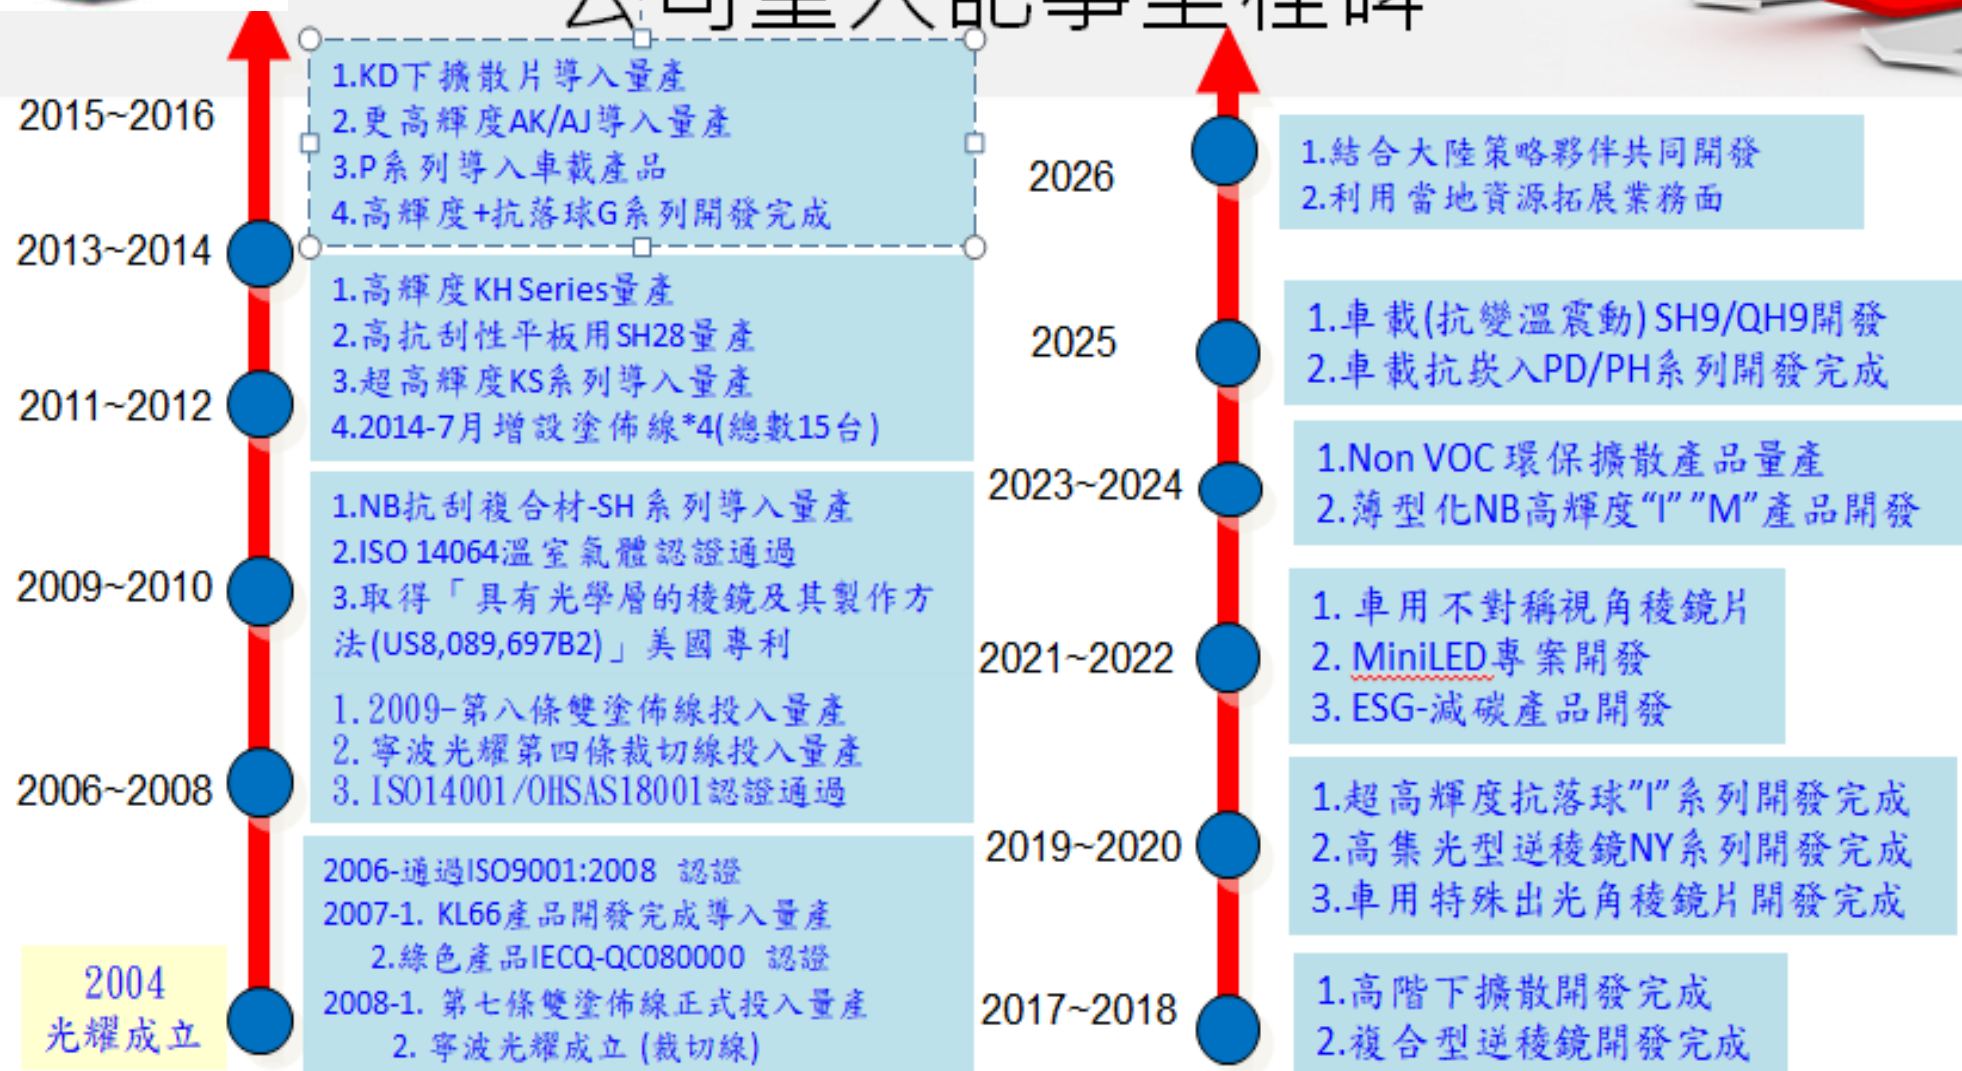 公司重大記事里程碑
2015~2016
1.KD下擴散片導入量產
2.更高輝度AK/AJ導入量產
3.P系列導入車載產品
4.高輝度+抗落球G系列開發完成
2013~2014
1.高輝度KH Series量產
2.高抗刮性平板用SH28量產
3.超高輝度KS系列導入量產
4.2014-7月增設塗佈線*4(總數15台)
2011~2012
1.NB抗刮複合材-SH 系列導入量產
2.ISO 14064溫室氣體認證通過
3.取得「具有光學層的稜鏡及其製作方
法(US8,089,697B2)」美國專利
2009~2010
1.2009-第八條雙塗佈線投入量產
2. 寧波光耀第四條裁切線投入量產
3. ISO14001/OHSAS18001認證通過
2006~2008
2006-通過ISO9001:2008 認證
2007-1. KL66產品開發完成導入量產
2.綠色產品IECQ-QC080000 認證
2008-1. 第七條雙塗佈線正式投入量產
2. 寧波光耀成立 (裁切線)
2004
光耀成立
2026
1.結合大陸策略夥伴共同開發
2.利用當地資源拓展業務面
2025
1.車載(抗變溫震動) SH9/QH9開發
2.車載抗崁入PD/PH系列開發完成
2023~2024
1.Non VOC 環保擴散產品量產
2.薄型化NB高輝度“I” ”M”產品開發
2021~2022
1. 車用不對稱視角稜鏡片
2. MiniLED專案開發
3. ESG-減碳產品開發
2019~2020
1.超高輝度抗落球”I”系列開發完成
2.高集光型逆稜鏡NY系列開發完成
3.車用特殊出光角稜鏡片開發完成
2017~2018
1.高階下擴散開發完成
2.複合型逆稜鏡開發完成